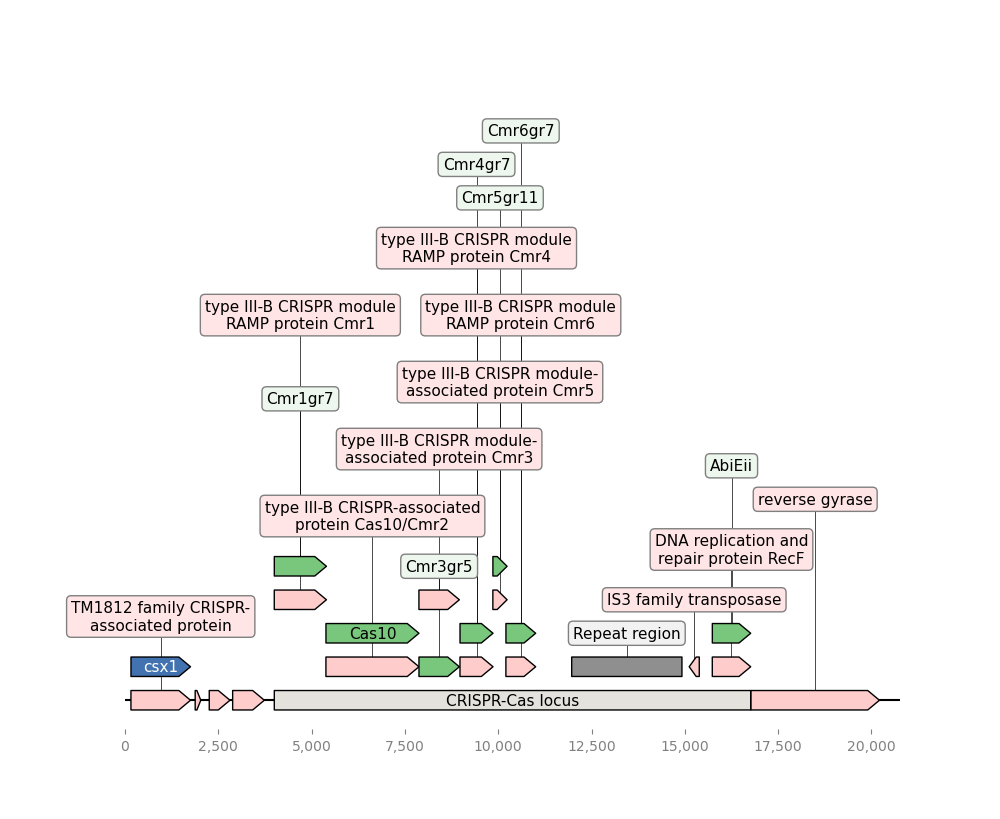 Cmr6gr7
Cmr4gr7
Cmr5gr11
type III-B CRISPR module
RAMP protein Cmr4
type III-B CRISPR module
RAMP protein Cmr1
type III-B CRISPR module
RAMP protein Cmr6
type III-B CRISPR module-
associated protein Cmr5
Cmr1gr7
type III-B CRISPR module-
associated protein Cmr3
AbiEii
reverse gyrase
type III-B CRISPR-associated
protein Cas10/Cmr2
DNA replication and
repair protein RecF
Cmr3gr5
IS3 family transposase
TM1812 family CRISPR-
associated protein
Cas10
Repeat region
csx1
CRISPR-Cas locus
0 2,500 5,000 7,500 10,000 12,500 15,000 17,500 20,000